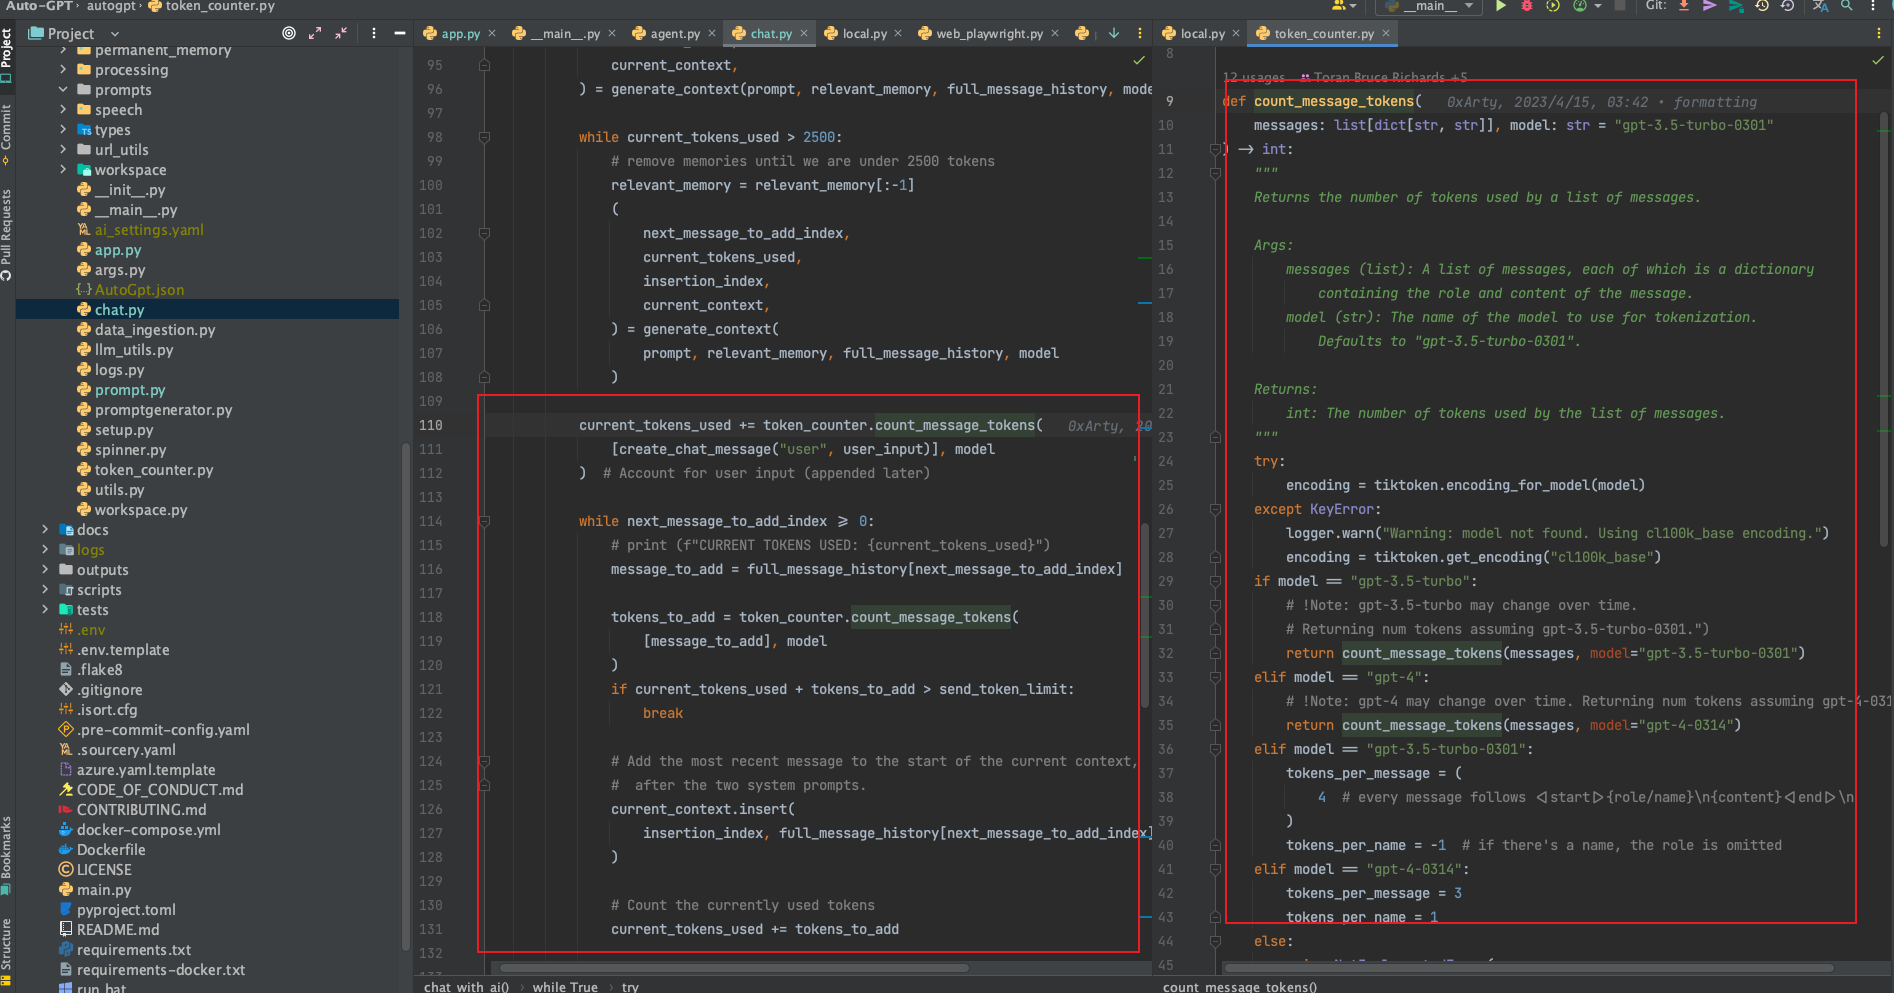 Auto-GPT › autogpt › token_counter.py
__main__
Git:
Project
app.py
__main__.py
agent.py
chat.py
local.py
web_playwright.py
local.py
token_counter.py
Project
Commit
Pull Requests
Bookmarks
Structure
permanent_memory
processing
prompts
speech
types
url_utils
workspace
__init__.py
__main__.py
ai_settings.yaml
app.py
args.py
AutoGpt.json
chat.py
data_ingestion.py
llm_utils.py
logs.py
prompt.py
promptgenerator.py
setup.py
spinner.py
token_counter.py
utils.py
workspace.py
docs
logs
outputs
scripts
tests
.env
.env.template
.flake8
.gitignore
.isort.cfg
.pre-commit-config.yaml
.sourcery.yaml
azure.yaml.template
CODE_OF_CONDUCT.md
CONTRIBUTING.md
docker-compose.yml
Dockerfile
LICENSE
main.py
pyproject.toml
README.md
requirements.txt
requirements-docker.txt
run.bat
95 current_context,
96 ) = generate_context(prompt, relevant_memory, full_message_history, mode
97
98 while current_tokens_used > 2500:
99 # remove memories until we are under 2500 tokens
100 relevant_memory = relevant_memory[:-1]
101 (
102 next_message_to_add_index,
103 current_tokens_used,
104 insertion_index,
105 current_context,
106 ) = generate_context(
107 prompt, relevant_memory, full_message_history, model
108 )
109
110 current_tokens_used += token_counter.count_message_tokens( 0xArty, 20
111 [create_chat_message("user", user_input)], model
112 ) # Account for user input (appended later)
113
114 while next_message_to_add_index >= 0:
115 # print (f"CURRENT TOKENS USED: {current_tokens_used}")
116 message_to_add = full_message_history[next_message_to_add_index]
117
118 tokens_to_add = token_counter.count_message_tokens(
119 [message_to_add], model
120 )
121 if current_tokens_used + tokens_to_add > send_token_limit:
122 break
123
124 # Add the most recent message to the start of the current context,
125 # after the two system prompts.
126 current_context.insert(
127 insertion_index, full_message_history[next_message_to_add_index]
128 )
129
130 # Count the currently used tokens
131 current_tokens_used += tokens_to_add
132
chat_with_ai() › while True › try
8
12 usages Toran Bruce Richards +5
9 def count_message_tokens( 0xArty, 2023/4/15, 03:42 • formatting
10 messages: list[dict[str, str]], model: str = "gpt-3.5-turbo-0301"
11 ) -> int:
12 """
13 Returns the number of tokens used by a list of messages.
14
15 Args:
16 messages (list): A list of messages, each of which is a dictionary
17 containing the role and content of the message.
18 model (str): The name of the model to use for tokenization.
19 Defaults to "gpt-3.5-turbo-0301".
20
21 Returns:
22 int: The number of tokens used by the list of messages.
23 """
24 try:
25 encoding = tiktoken.encoding_for_model(model)
26 except KeyError:
27 logger.warn("Warning: model not found. Using cl100k_base encoding.")
28 encoding = tiktoken.get_encoding("cl100k_base")
29 if model == "gpt-3.5-turbo":
30 # !Note: gpt-3.5-turbo may change over time.
31 # Returning num tokens assuming gpt-3.5-turbo-0301.")
32 return count_message_tokens(messages, model="gpt-3.5-turbo-0301")
33 elif model == "gpt-4":
34 # !Note: gpt-4 may change over time. Returning num tokens assuming gpt-4-031
35 return count_message_tokens(messages, model="gpt-4-0314")
36 elif model == "gpt-3.5-turbo-0301":
37 tokens_per_message = (
38 4 # every message follows <|start|>{role/name}\n{content}<|end|>\n
39 )
40 tokens_per_name = -1 # if there's a name, the role is omitted
41 elif model == "gpt-4-0314":
42 tokens_per_message = 3
43 tokens_per_name = 1
44 else:
45
count_message_tokens()